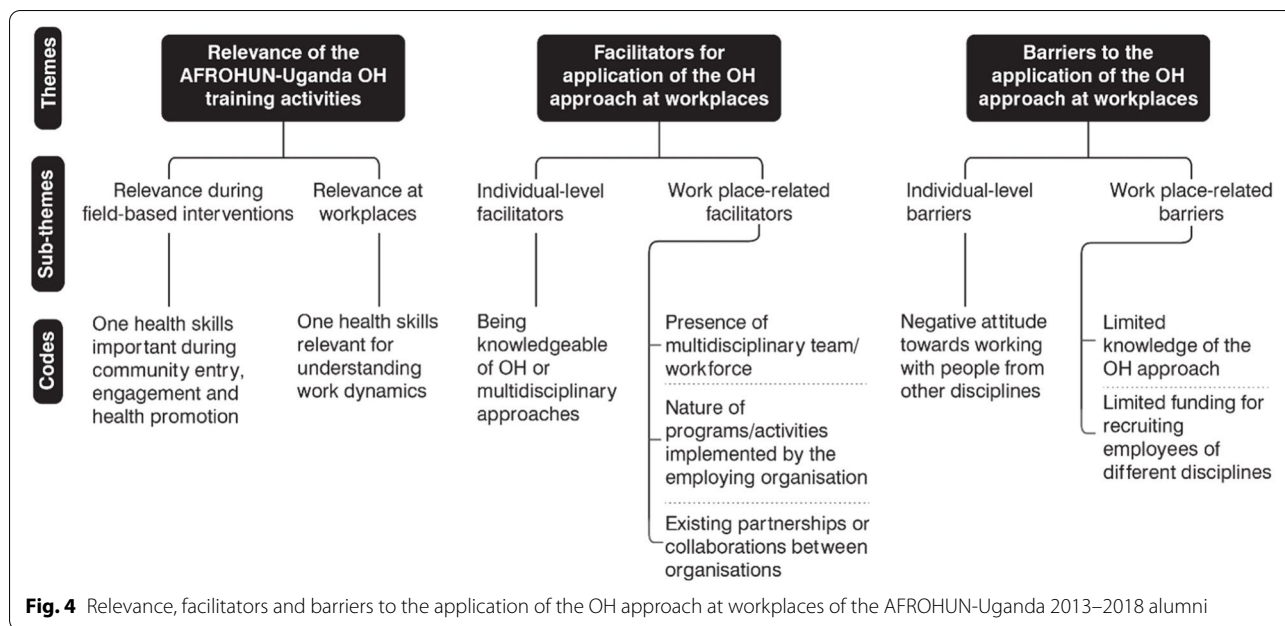 Themes
Relevance of the
AFROHUN-Uganda OH
training activities
Facilitators for
application of the OH
approach at workplaces
Barriers to the
application of the OH
approach at workplaces
Sub-themes
Relevance during
field-based interventions
Relevance at
workplaces
Individual-level
facilitators
Work place-related
facilitators
Individual-level
barriers
Work place-related
barriers
Codes
One health skills
important during
community entry,
engagement and
health promotion
One health skills
relevant for
understanding
work dynamics
Being
knowledgeable
of OH or
multidisciplinary
approaches
Presence of
multidisciplinary team/
workforce
Nature of
programs/activities
implemented by the
employing organisation
Existing partnerships or
collaborations between
organisations
Negative attitude
towards working
with people from
other disciplines
Limited
knowledge of the
OH approach
Limited funding for
recruiting
employees of
different disciplines
Fig. 4 Relevance, facilitators and barriers to the application of the OH approach at workplaces of the AFROHUN-Uganda 2013–2018 alumni